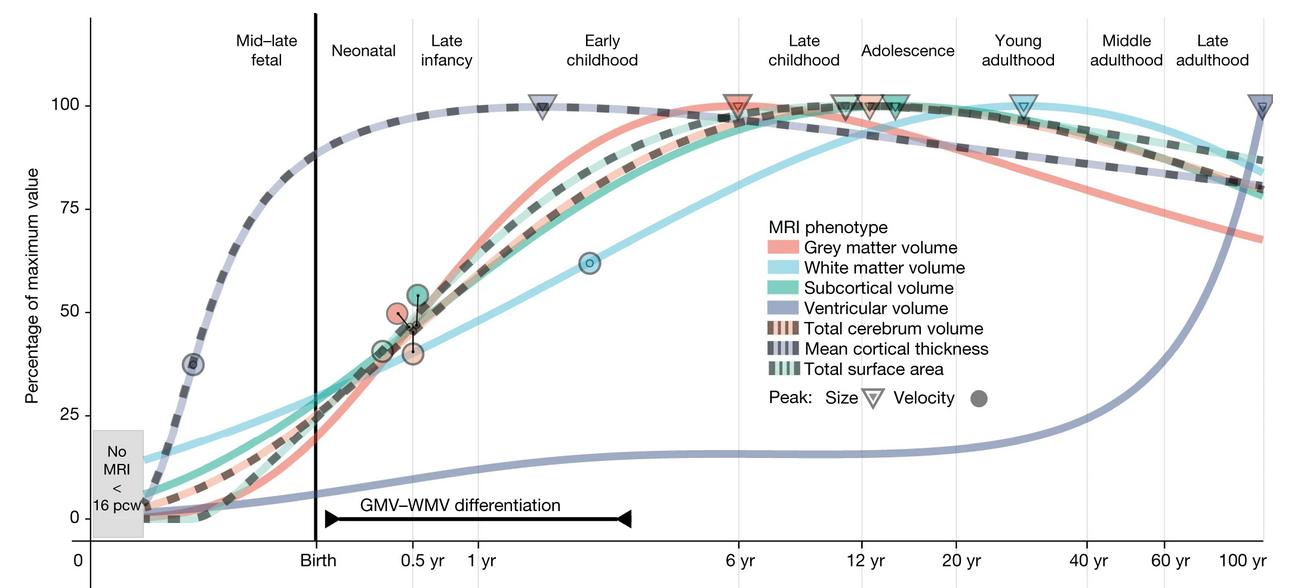 Mid–late
fetal
Neonatal
Late
infancy
Early
childhood
Late
childhood
Adolescence
Young
adulthood
Middle
adulthood
Late
adulthood
Percentage of maximum value
100
75
50
25
0
No
MRI
<
16 pcw
MRI phenotype
Grey matter volume
White matter volume
Subcortical volume
Ventricular volume
Total cerebrum volume
Mean cortical thickness
Total surface area
Peak: Size Velocity
GMV–WMV differentiation
0 Birth 0.5 yr 1 yr 6 yr 12 yr 20 yr 40 yr 60 yr 100 yr